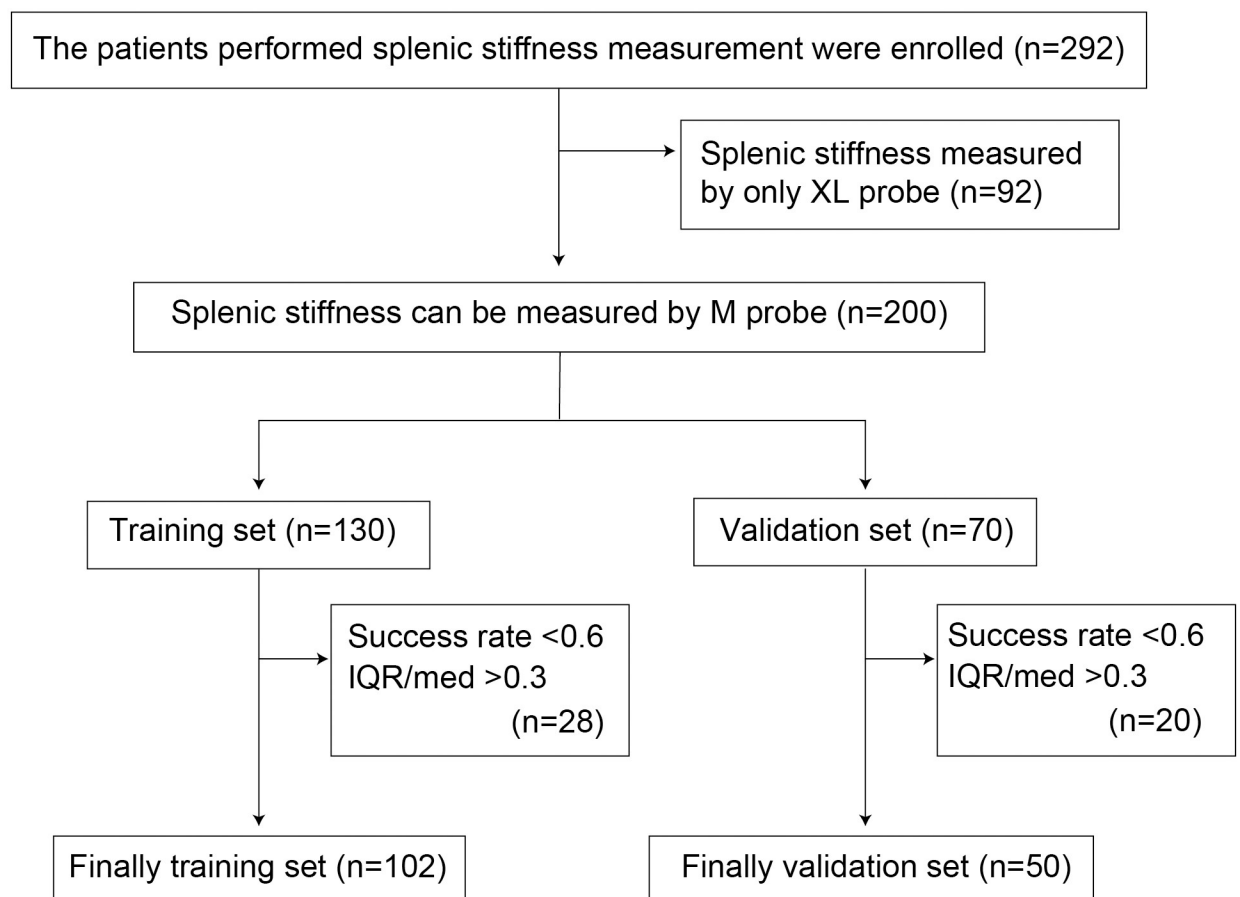 The patients performed splenic stiffness measurement were enrolled (n=292)
Splenic stiffness measured
by only XL probe (n=92)
Splenic stiffness can be measured by M probe (n=200)
Training set (n=130)
Validation set (n=70)
Success rate <0.6
IQR/med >0.3
(n=28)
Success rate <0.6
IQR/med >0.3
(n=20)
Finally training set (n=102)
Finally validation set (n=50)